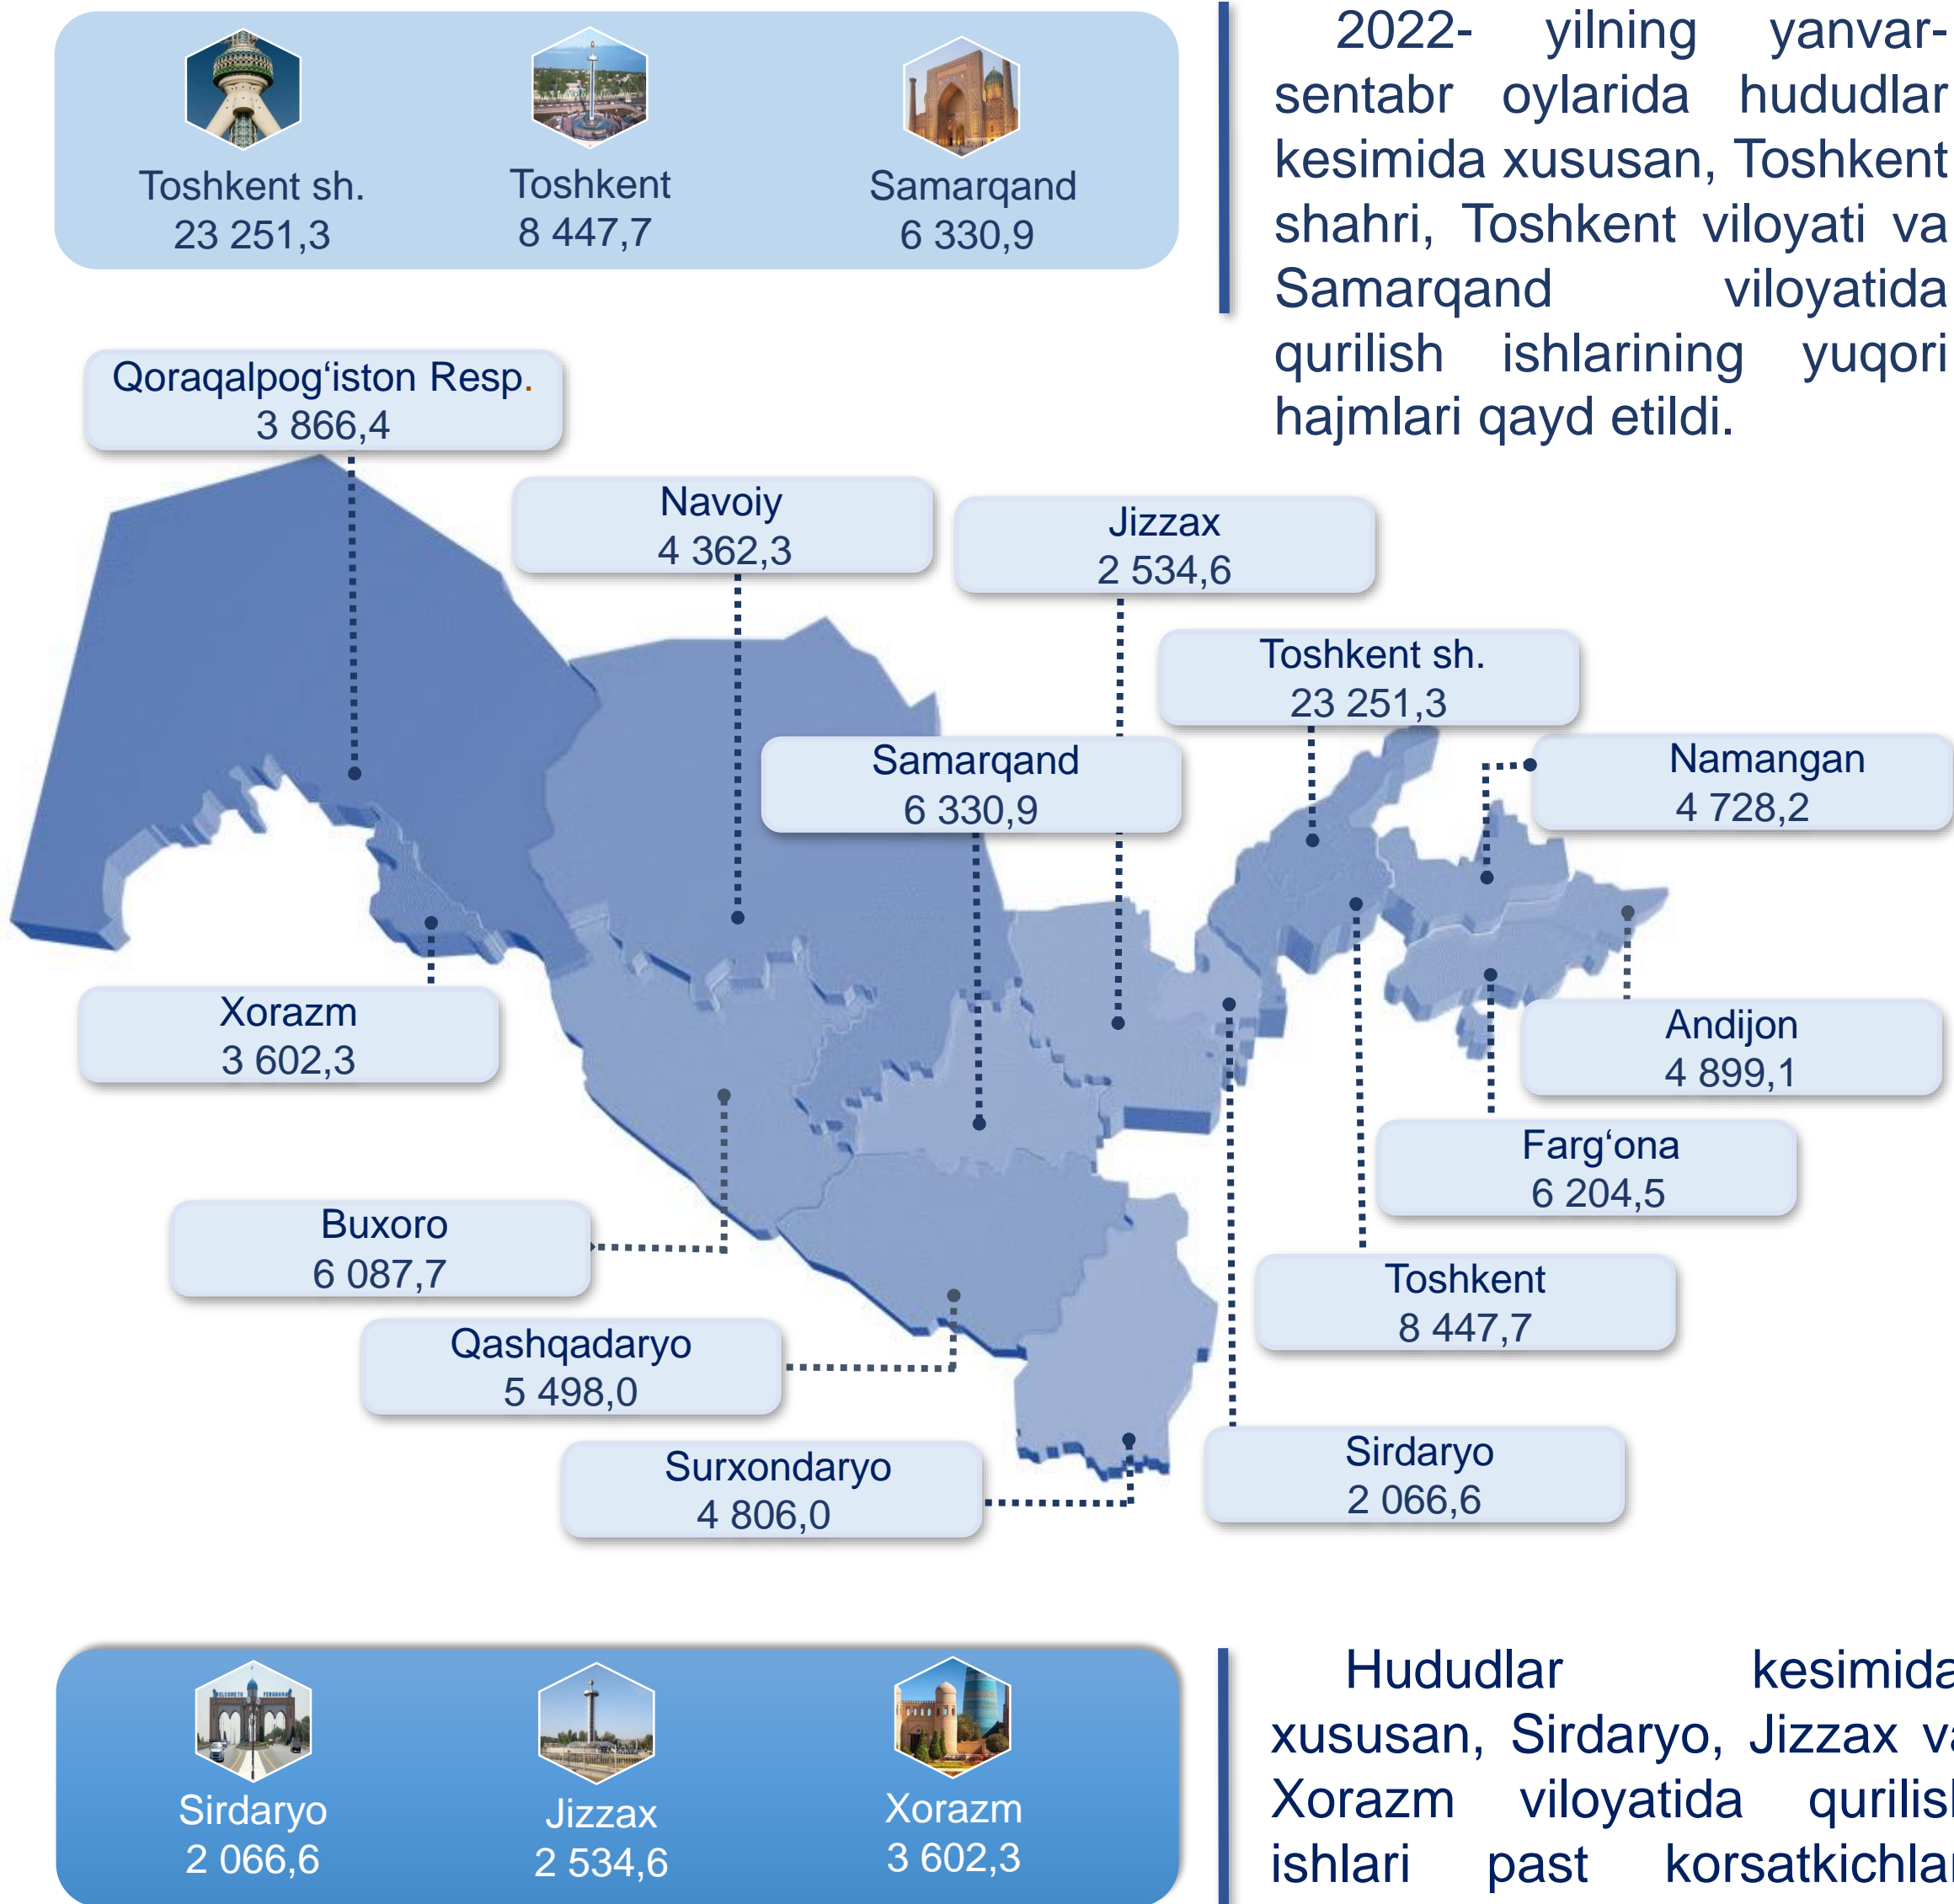 Toshkent sh.
23 251,3
Toshkent
8 447,7
Samarqand
6 330,9
2022- yilning yanvar-
sentabr oylarida hududlar
kesimida xususan, Toshkent
shahri, Toshkent viloyati va
Samarqand viloyatida
qurilish ishlarining yuqori
hajmlari qayd etildi.
Qoraqalpog‘iston Resp.
3 866,4
Navoiy
4 362,3
Jizzax
2 534,6
Toshkent sh.
23 251,3
Samarqand
6 330,9
Namangan
4 728,2
Xorazm
3 602,3
Andijon
4 899,1
Farg‘ona
6 204,5
Buxoro
6 087,7
Toshkent
8 447,7
Qashqadaryo
5 498,0
Surxondaryo
4 806,0
Sirdaryo
2 066,6
WELCOME TO FERGHANA
Sirdaryo
2 066,6
Jizzax
2 534,6
Xorazm
3 602,3
Hududlar kesimida
xususan, Sirdaryo, Jizzax va
Xorazm viloyatida qurilish
ishlari past korsatkichlar